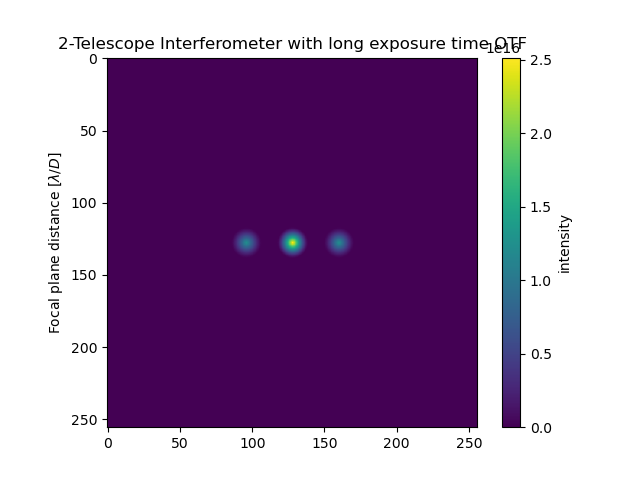 2-Telescope Interferometer with long exposure time OTF
1e16
0
50
100
150
200
250
Focal plane distance [λ/D]
0 50 100 150 200 250
2.5
2.0
1.5
1.0
0.5
0.0
intensity